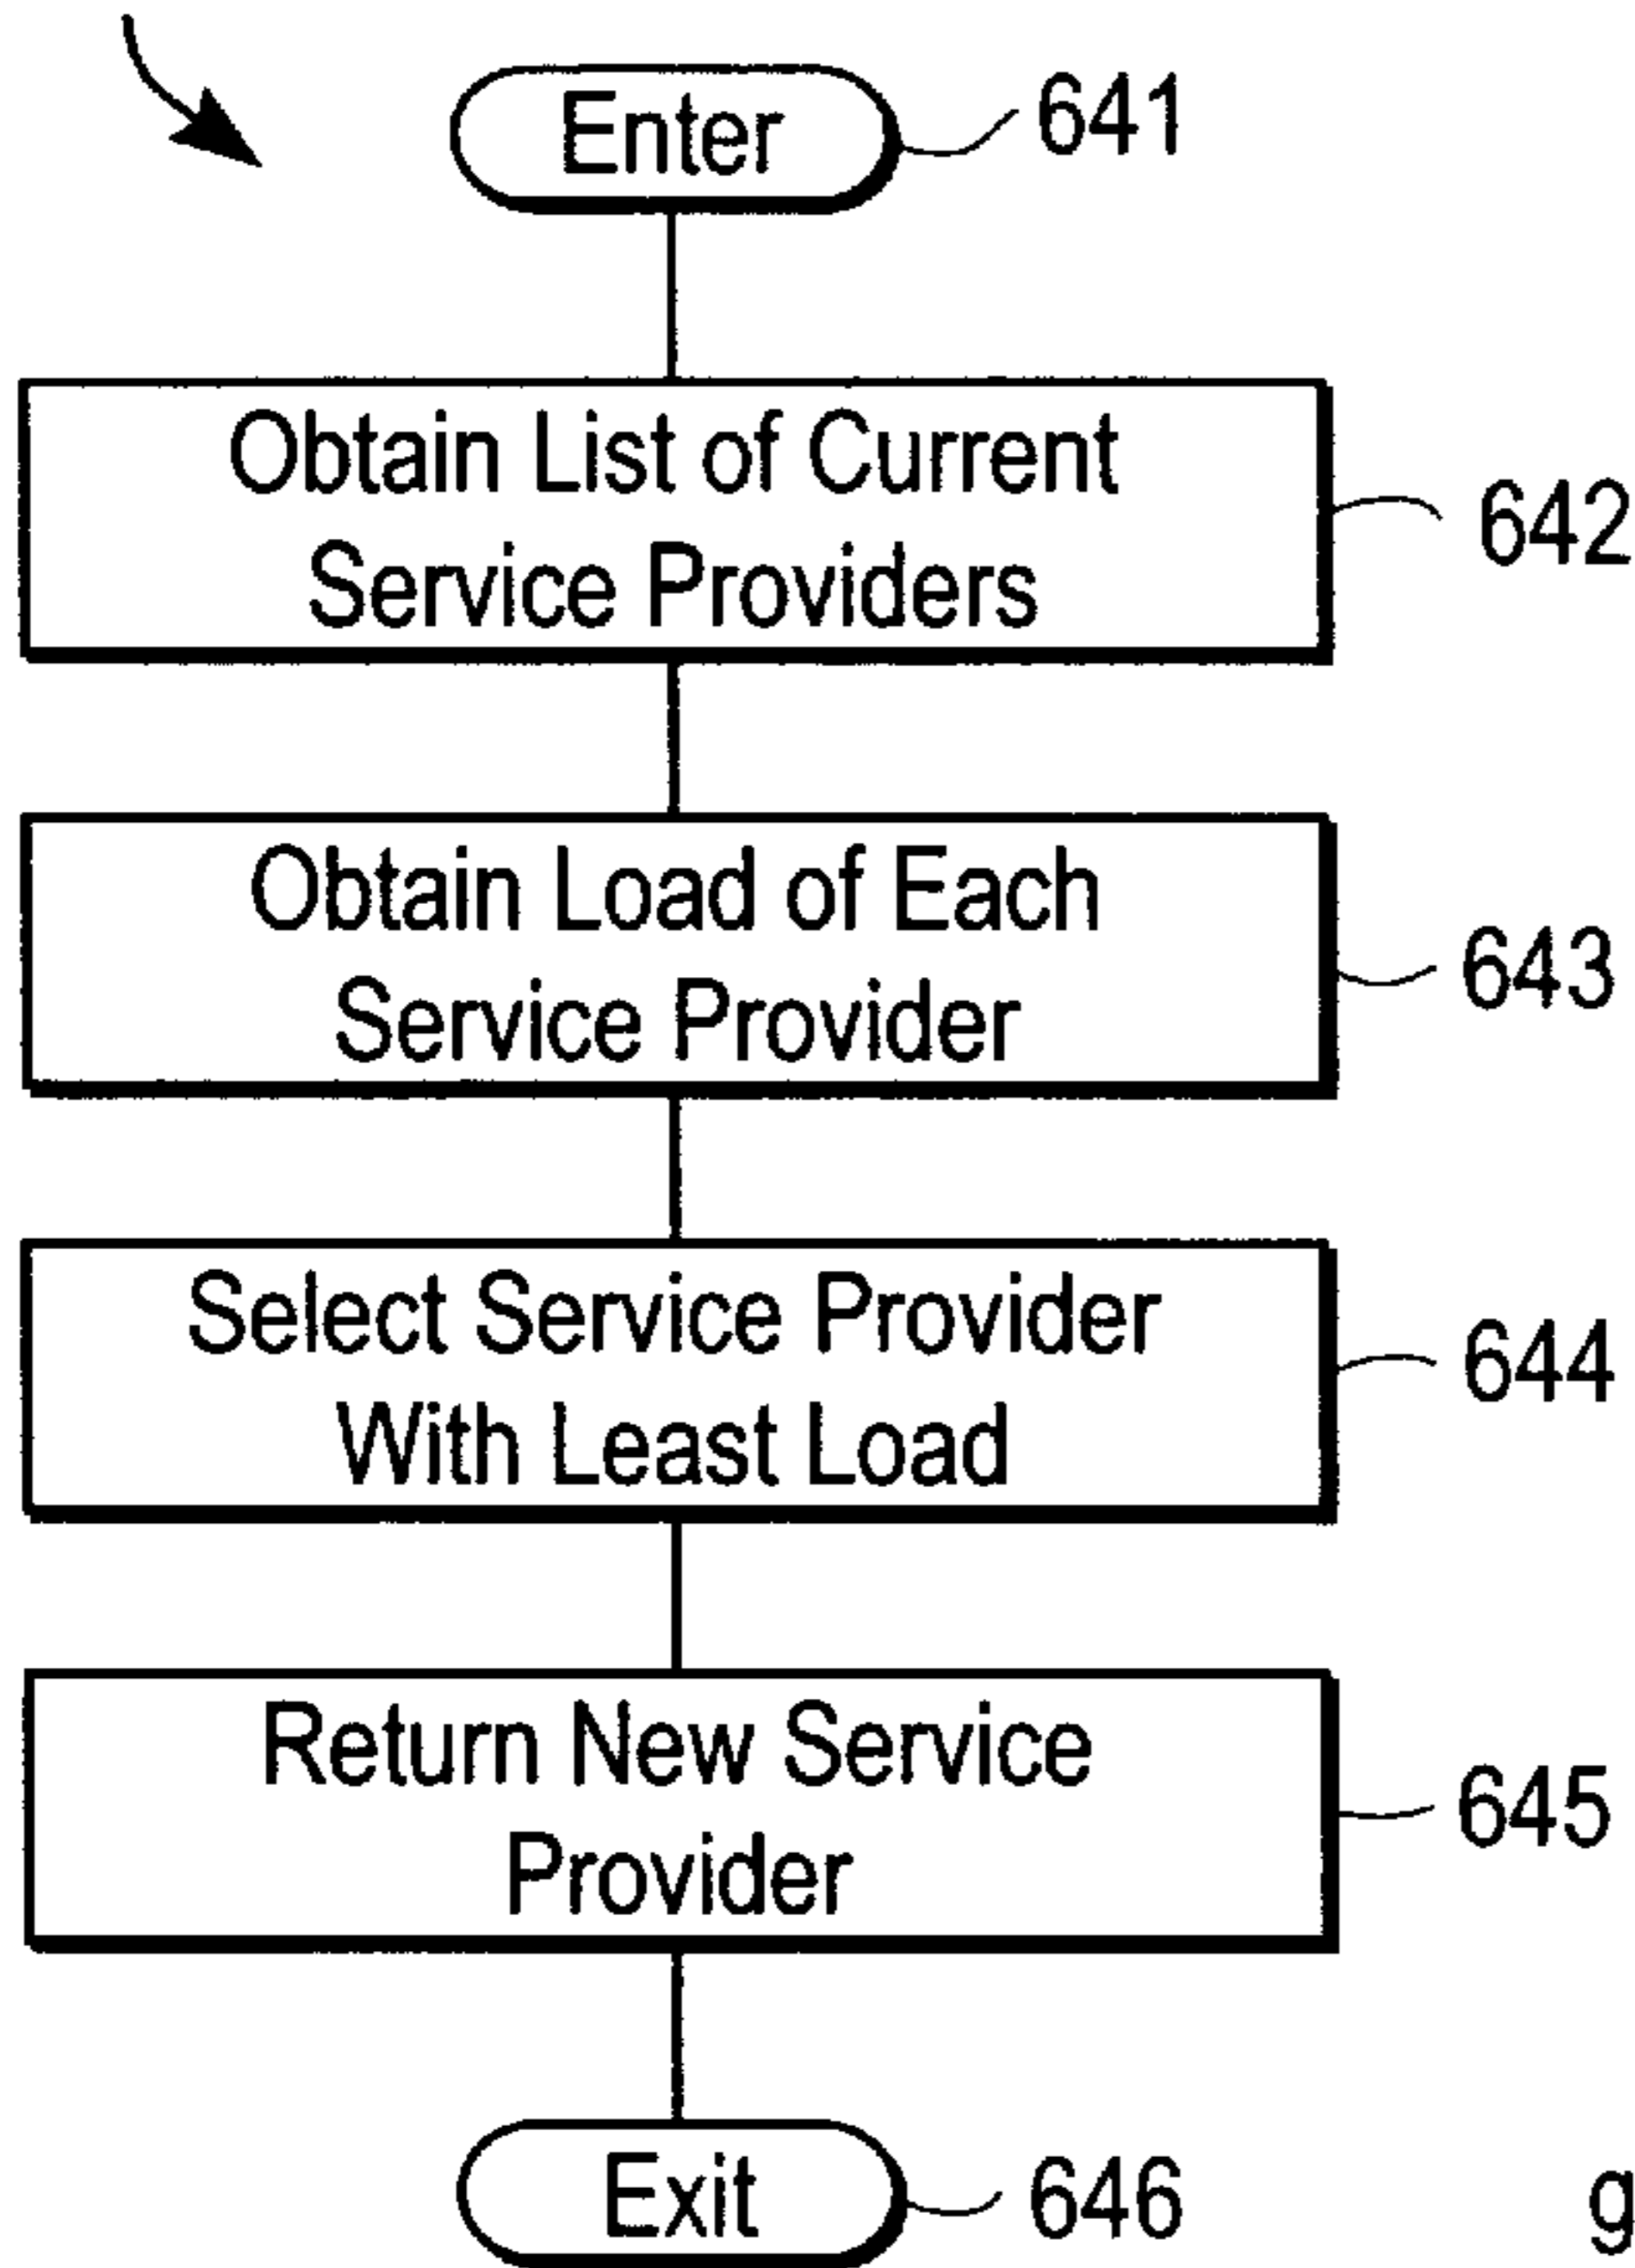 Enter
641
Obtain List of Current
Service Providers
642
Obtain Load of Each
Service Provider
643
Select Service Provider
With Least Load
644
Return New Service
Provider
645
Exit
646
g